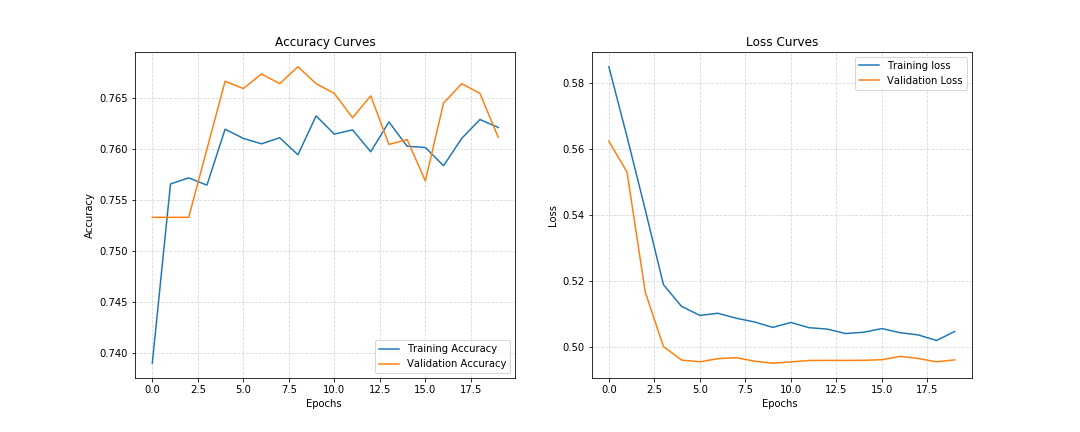 Accuracy Curves
Accuracy
0.765
0.760
0.755
0.750
0.745
0.740
0.0 2.5 5.0 7.5 10.0 12.5 15.0 17.5
Epochs
Training Accuracy
Validation Accuracy
Loss Curves
Loss
0.58
0.56
0.54
0.52
0.50
0.0 2.5 5.0 7.5 10.0 12.5 15.0 17.5
Epochs
Training loss
Validation Loss